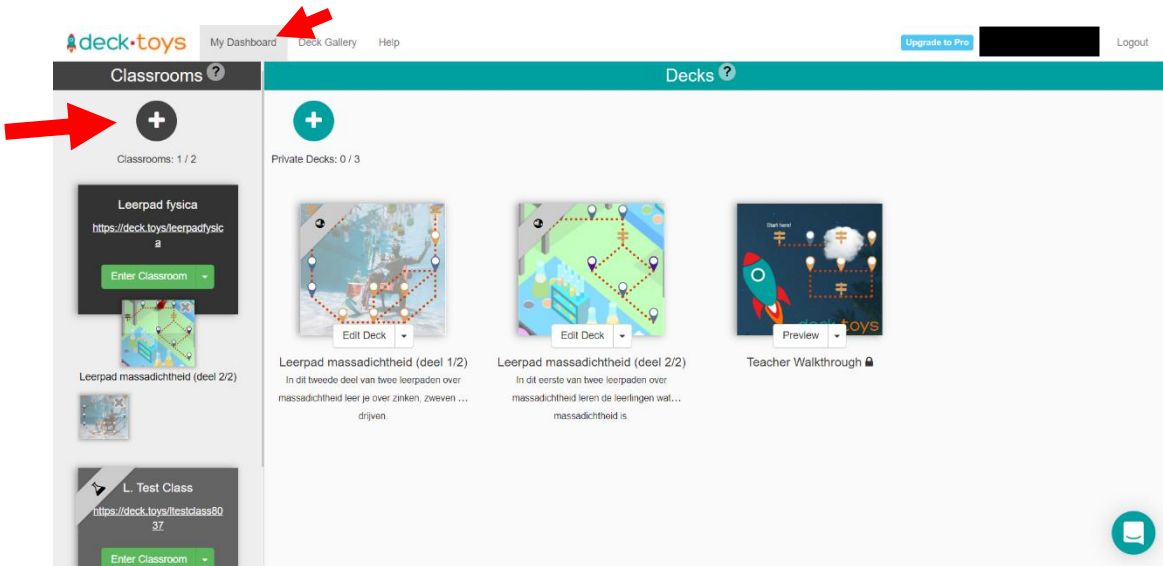 deck•toys My Dashboard Deck Gallery Help Upgrade to Pro Logout
Classrooms ? Decks ?
Classrooms: 1 / 2
Private Decks: 0 / 3
Leerpad fysica
https://deck.toys/leerpadfysic
a
Enter Classroom
Leerpad massadichtheid (deel 2/2)
L. Test Class
https://deck.toys/ltestclass80
37
Enter Classroom
Edit Deck
Leerpad massadichtheid (deel 1/2)
In dit tweede deel van twee leerpaden over
massadichtheid leer je over zinken, zweven ...
drijven.
Edit Deck
Leerpad massadichtheid (deel 2/2)
In dit eerste van twee leerpaden over
massadichtheid leren de leerlingen wat...
massadichtheid is.
Start here!
deck toys
Preview
Teacher Walkthrough